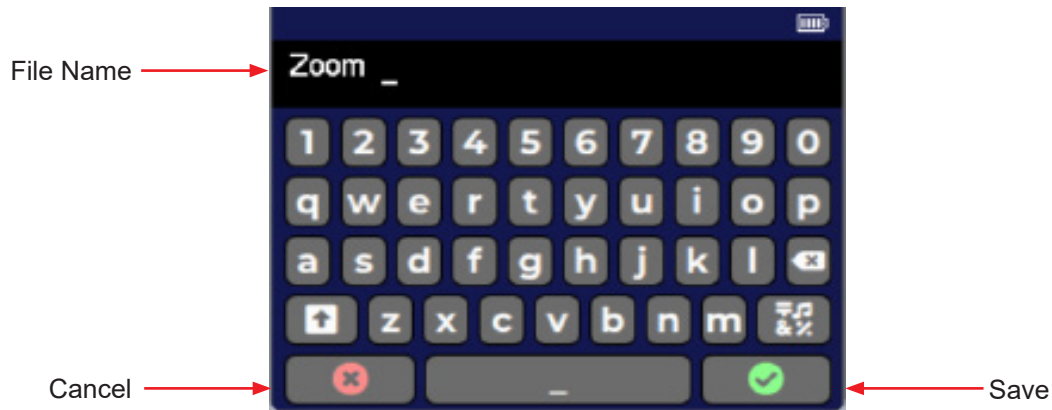 File Name
Zoom _
1 2 3 4 5 6 7 8 9 0
q w e r t y u i o p
a s d f g h j k l
z x c v b n m & %
Cancel
_
Save